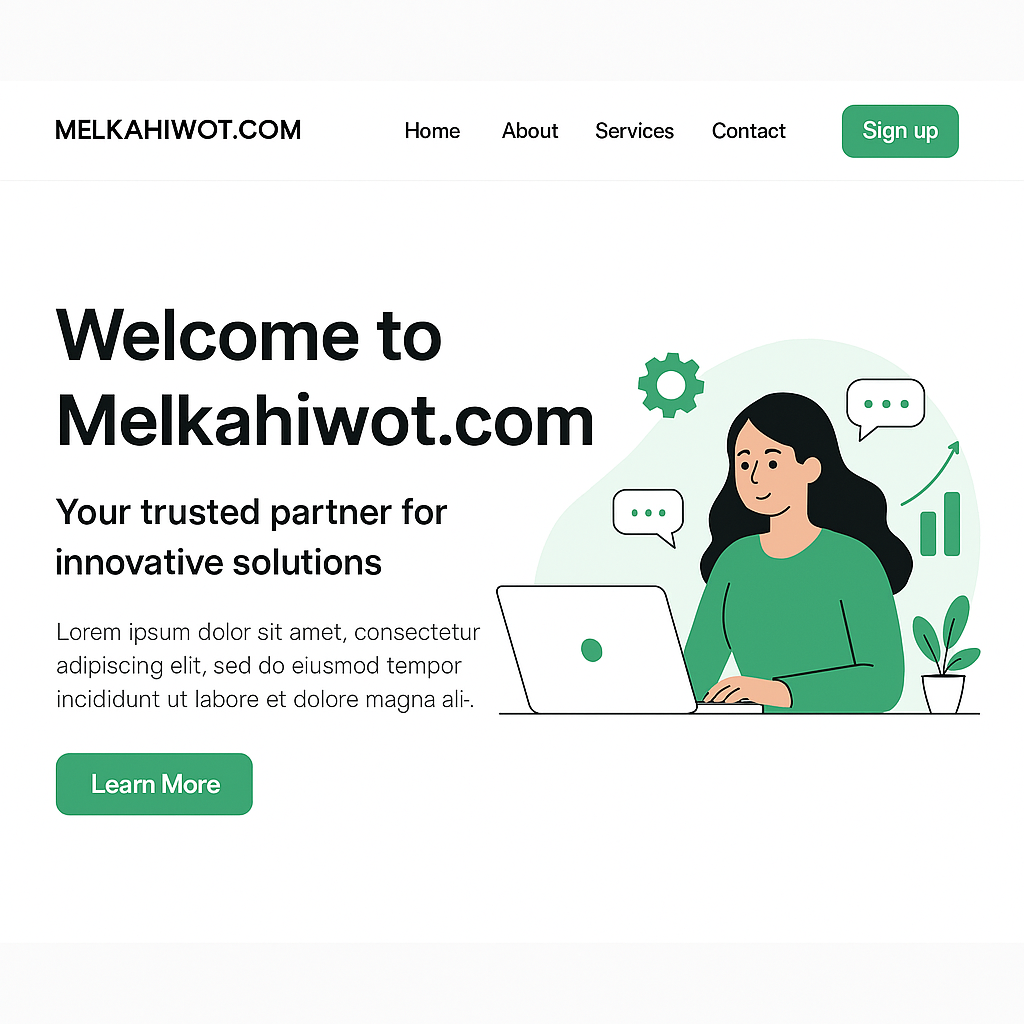 MELKAHIWOT.COM
Home
About
Services
Contact
Sign up
Welcome to
Melkahiwot.com
Your trusted partner for
innovative solutions
Lorem ipsum dolor sit amet, consectetur
adipiscing elit, sed do eiusmod tempor
incididunt ut labore et dolore magna ali-.
Learn More